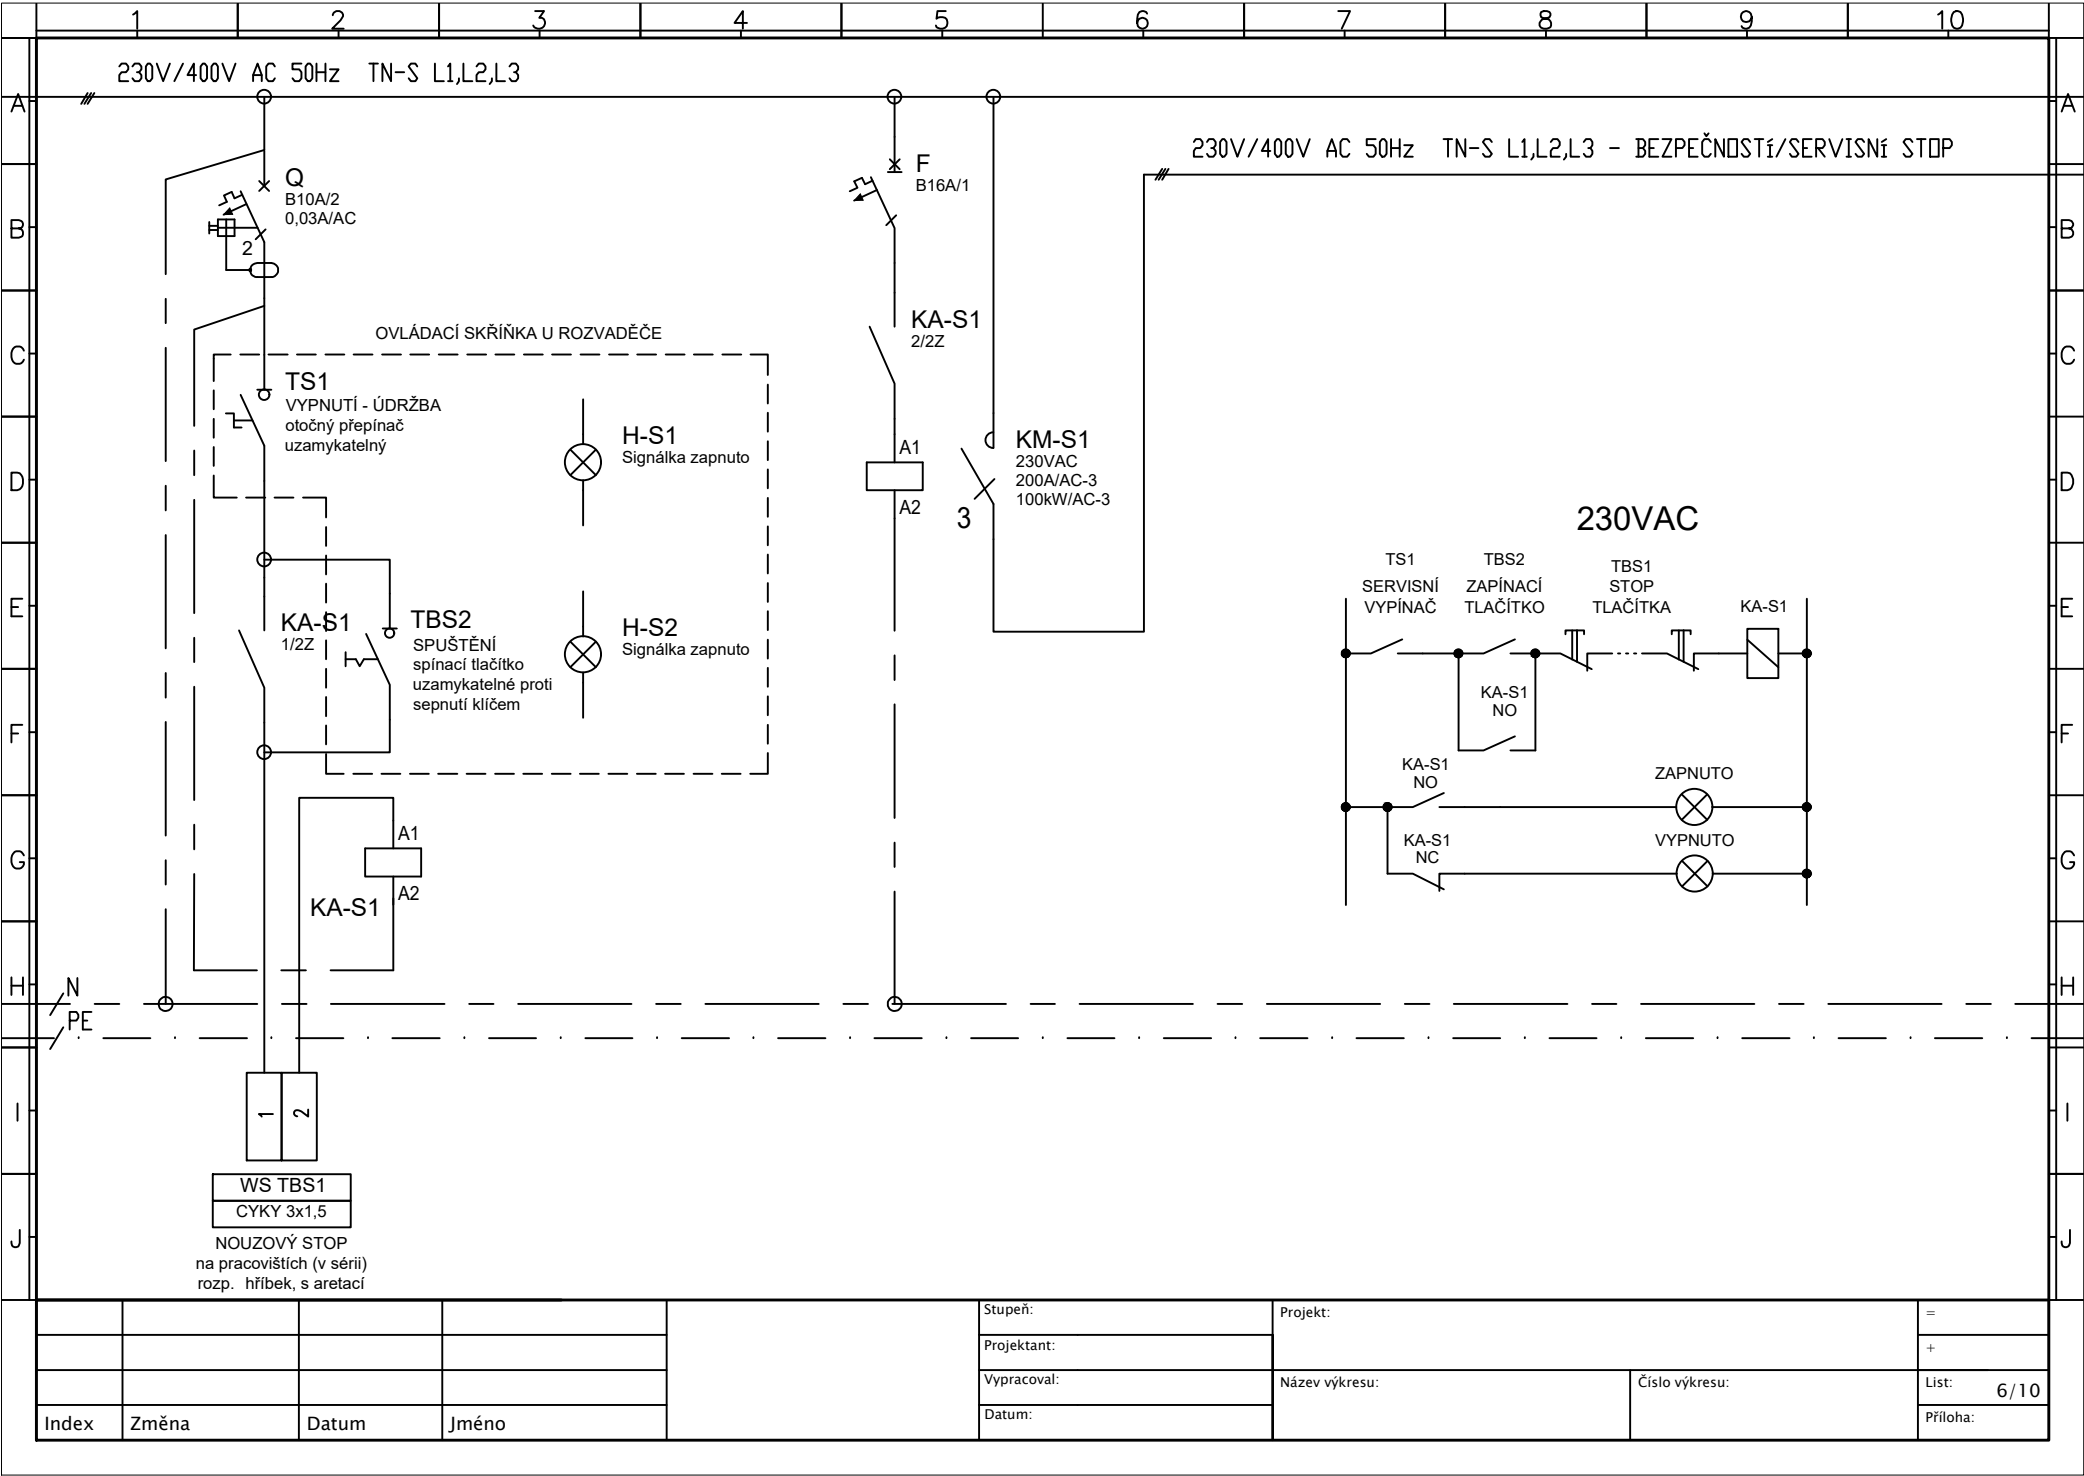 1 2 3 4 5 6 7 8 9 10
230V/400V AC 50Hz TN-S L1,L2,L3
A A
230V/400V AC 50Hz TN-S L1,L2,L3 - BEZPEČNOSTí/SERVISNí STOP
Q
B10A/2
0,03A/AC
2
F
B16A/1
B B
OVLÁDACÍ SKŘÍŇKA U ROZVADĚČE
KA-S1
2/2Z
C C
TS1
VYPNUTÍ - ÚDRŽBA
otočný přepínač
uzamykatelný
H-S1
Signálka zapnuto
A1
A2
KM-S1
230VAC
200A/AC-3
100kW/AC-3
3
D D
230VAC
TS1
SERVISNÍ
VYPÍNAČ
TBS2
ZAPÍNACÍ
TLAČÍTKO
TBS1
STOP
TLAČÍTKA
KA-S1
E E
KA-S1
1/2Z
TBS2
SPUŠTĚNÍ
spínací tlačítko
uzamykatelné proti
sepnutí klíčem
H-S2
Signálka zapnuto
KA-S1
NO
F F
KA-S1
NO
ZAPNUTO
KA-S1
NC
VYPNUTO
A1
A2
KA-S1
G G
H H
N
PE
I I
1 2
WS TBS1
CYKY 3x1,5
NOUZOVÝ STOP
na pracovištích (v sérii)
rozp. hříbek, s aretací
J J
Stupeň:
Projektant:
Vypracoval:
Datum:
Projekt:
Název výkresu:
Číslo výkresu:
=
+
List: 6/10
Příloha:
Index Změna Datum Jméno